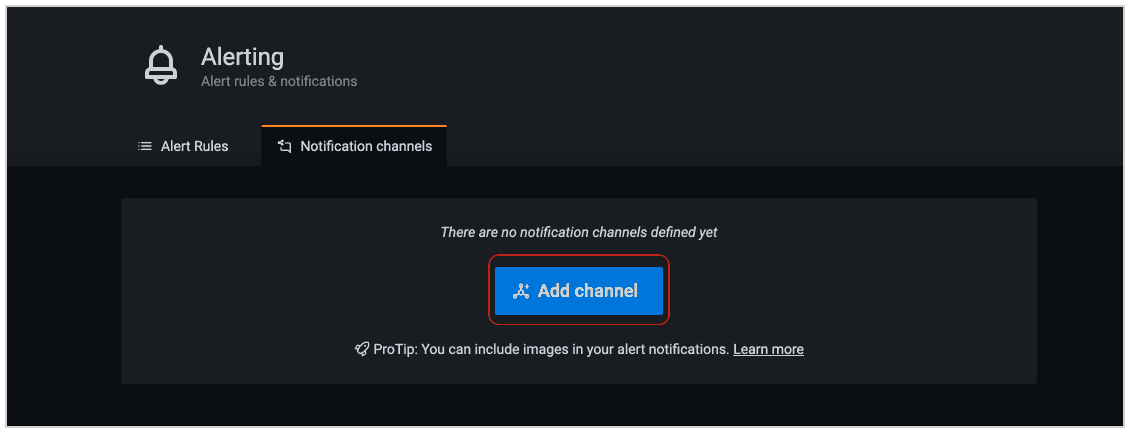 Alerting
Alert rules & notifications
Alert Rules
Notification channels
There are no notification channels defined yet
Add channel
ProTip: You can include images in your alert notifications. Learn more